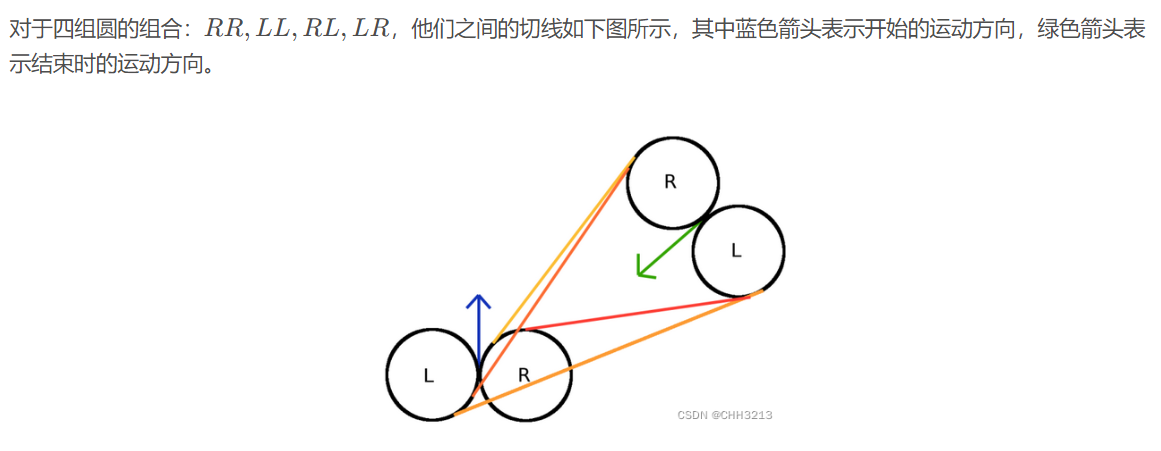 对于四组圆的组合：RR, LL, RL, LR，他们之间的切线如下图所示，其中蓝色箭头表示开始的运动方向，绿色箭头表
示结束时的运动方向。
R
L
L
R
CSDN @CHH3213